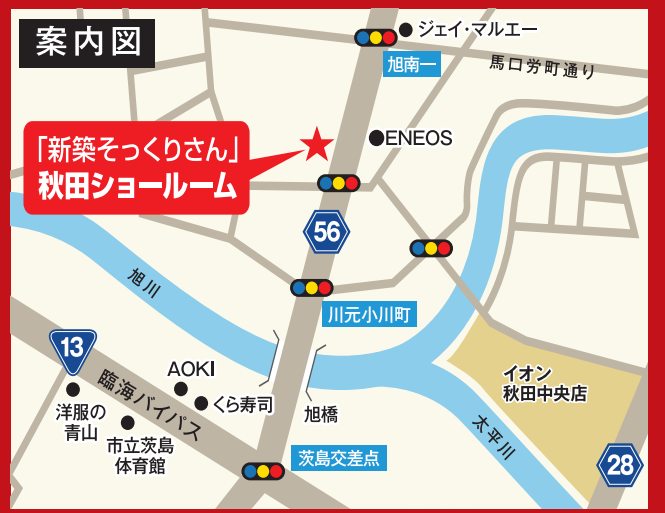 案内図
ジェイ・マルエー
旭南一
馬口労町通り
ENEOS
「新築そっくりさん」
秋田ショールーム
56
旭川
川元小川町
13
臨海バイパス
AOKI
くら寿司
洋服の
青山
市立茨島
体育館
旭橋
茨島交差点
イオン
秋田中央店
太平川
28